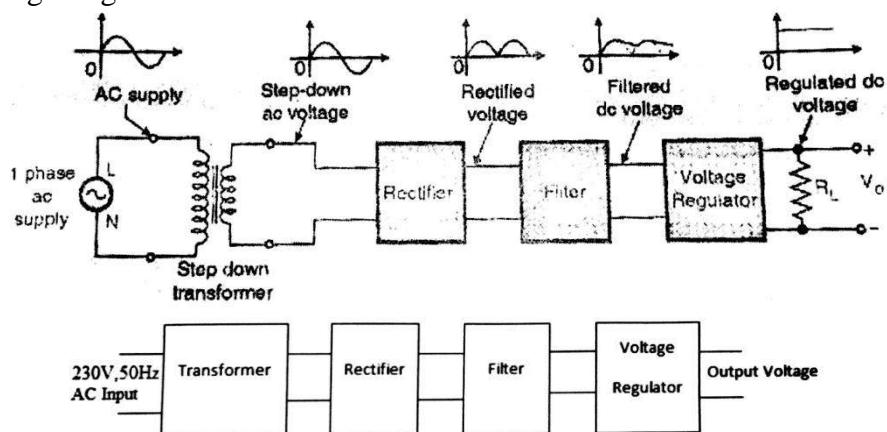 0
0
0
0
0
AC supply
Step-down
ac voltage
Rectified
voltage
Filtered
dc voltage
Regulated dc
voltage
1 phase
ac
supply
L
N
Rectifier
Filter
Voltage
Regulator
RL
Vo
+
-
Step down
transformer
230V,50Hz
AC Input
Transformer
Rectifier
Filter
Voltage
Regulator
Output Voltage